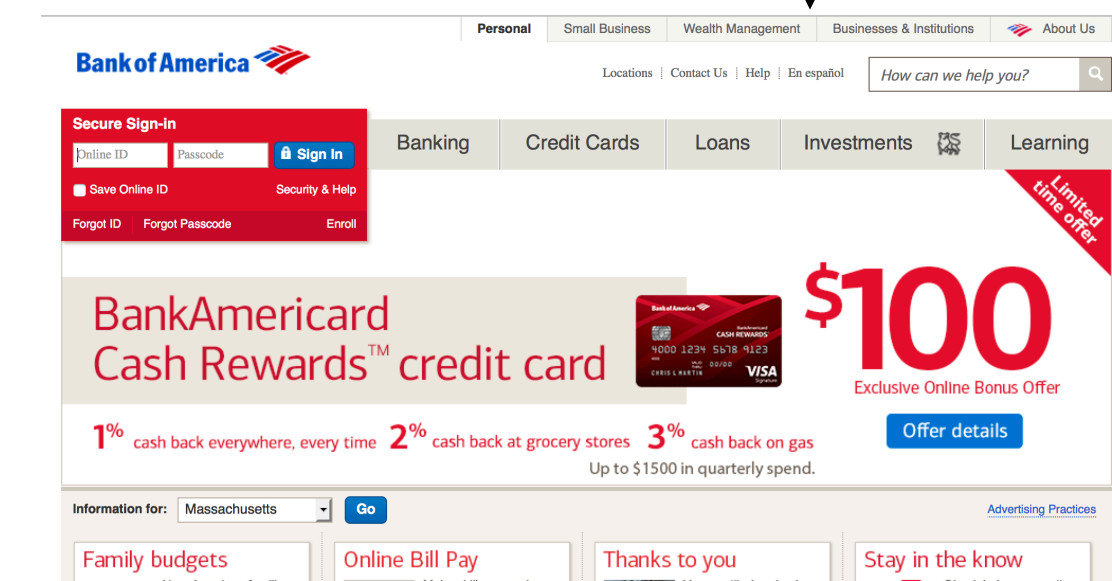 Personal Small Business Wealth Management Businesses & Institutions About Us
Bank of America
Locations Contact Us Help En español How can we help you?
Secure Sign-in
Online ID Passcode Sign In
Save Online ID Security & Help
Forgot ID Forgot Passcode Enroll
Banking Credit Cards Loans Investments Learning
Limited
time offer
BankAmericard
Cash Rewards™ credit card
Bank of America
BankAmericard
CASH REWARDS
4000 1234 5678 9123
00/00
CHRIS L MARTIN VISA
Signature
$100
Exclusive Online Bonus Offer
Offer details
1% cash back everywhere, every time 2% cash back at grocery stores 3% cash back on gas
Up to $1500 in quarterly spend.
Information for: Massachusetts Go Advertising Practices
Family budgets Online Bill Pay Thanks to you Stay in the know